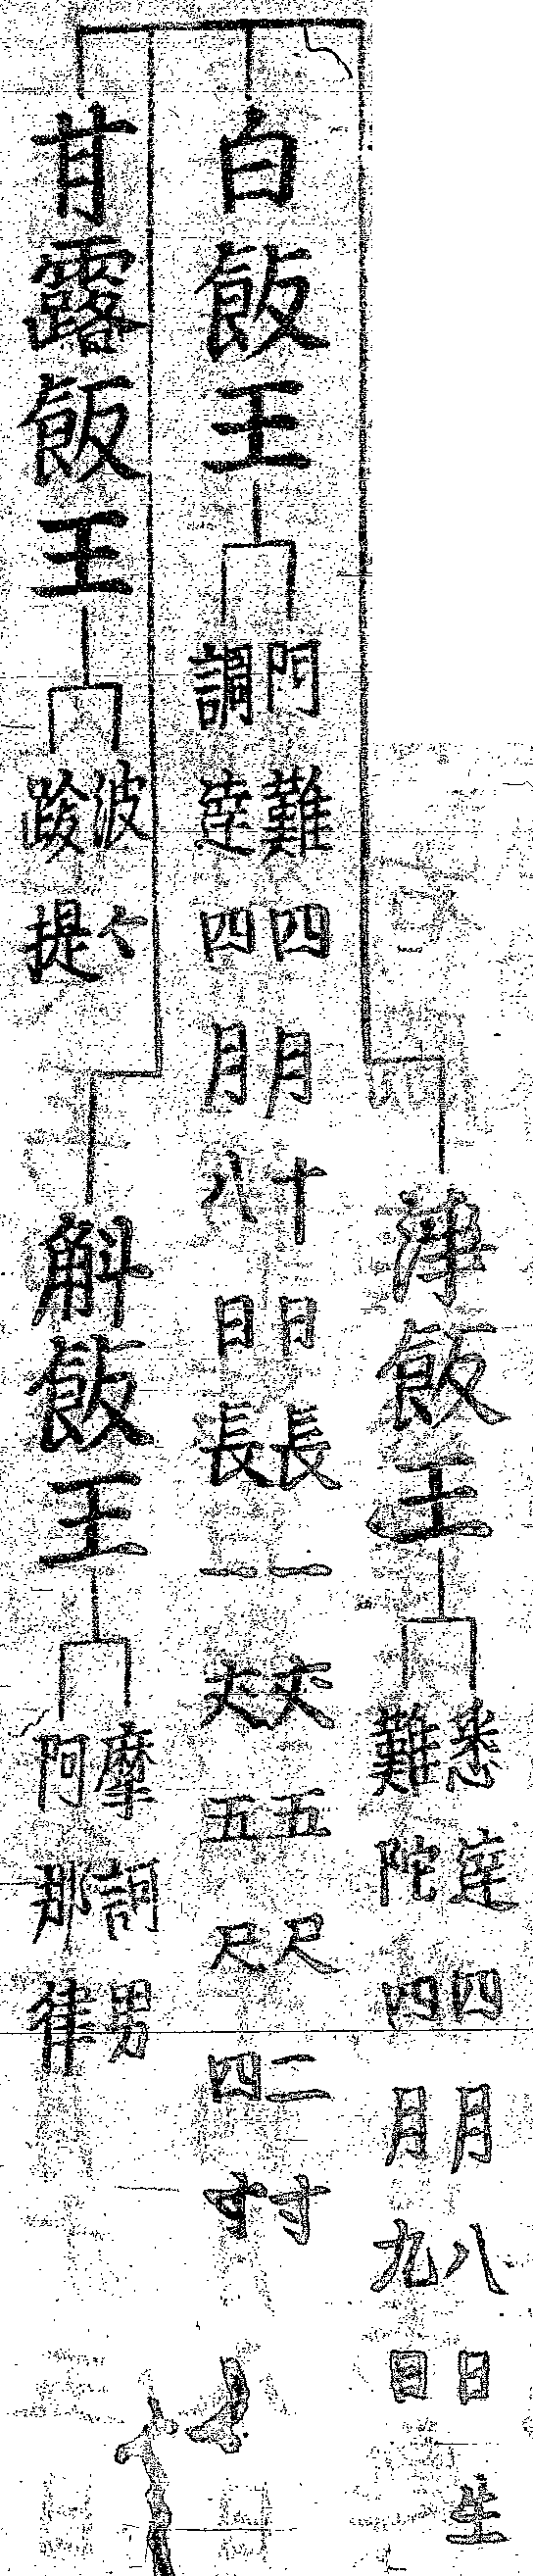 淨飯王
悉達四月八日生
難陀四月九日
白飯王
阿難四月十日長一丈五尺二寸
調達四月八日長一丈五尺四寸
斛飯王
摩訶男
阿那律
甘露飯王
波
跋提